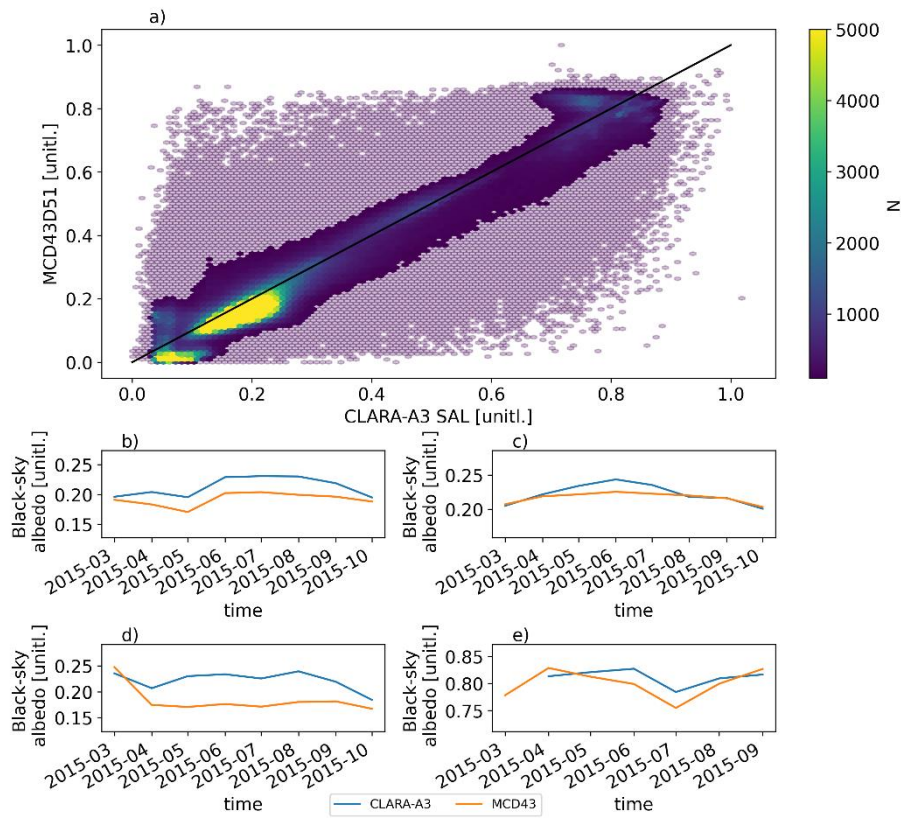 a)
1.0
0.8
0.6
0.4
0.2
0.0
MCD43D51 [unitl.]
0.0 0.2 0.4 0.6 0.8 1.0
CLARA-A3 SAL [unitl.]
5000
4000
3000
2000
1000
N
b)
0.25
0.20
0.15
Black-sky
albedo [unitl.]
2015-03 2015-04 2015-05 2015-06 2015-07 2015-08 2015-09 2015-10
time
c)
0.25
0.20
Black-sky
albedo [unitl.]
2015-03 2015-04 2015-05 2015-06 2015-07 2015-08 2015-09 2015-10
time
d)
0.25
0.20
0.15
Black-sky
albedo [unitl.]
2015-03 2015-04 2015-05 2015-06 2015-07 2015-08 2015-09 2015-10
time
e)
0.85
0.80
0.75
Black-sky
albedo [unitl.]
2015-03 2015-04 2015-05 2015-06 2015-07 2015-08 2015-09
time
CLARA-A3 MCD43